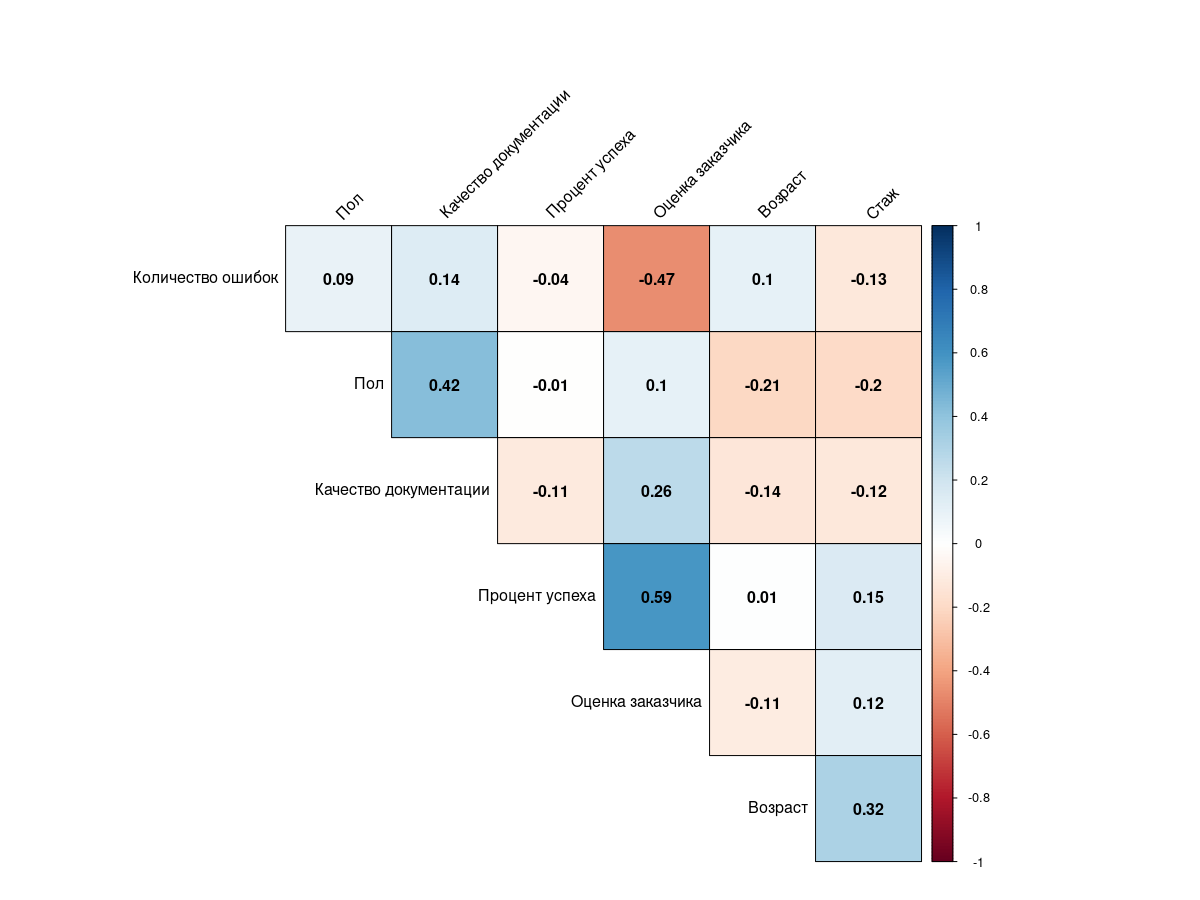 Пол
Качество документации
Процент успеха
Оценка заказчика
Возраст
Стаж
Количество ошибок 0.09 0.14 -0.04 -0.47 0.1 -0.13
Пол 0.42 -0.01 0.1 -0.21 -0.2
Качество документации -0.11 0.26 -0.14 -0.12
Процент успеха 0.59 0.01 0.15
Оценка заказчика -0.11 0.12
Возраст 0.32
1
0.8
0.6
0.4
0.2
0
-0.2
-0.4
-0.6
-0.8
-1